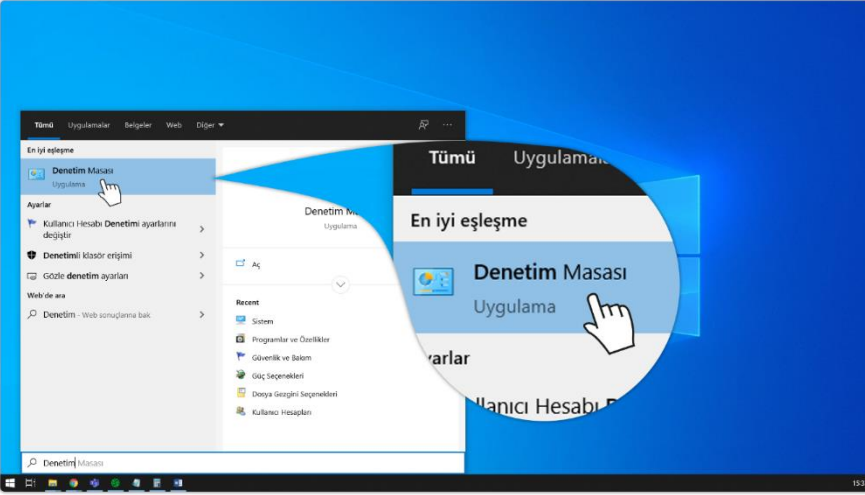 Tümü Uygulamalar Belgeler Web Diğer
En iyi eşleşme
Denetim Masası
Uygulama
Ayarlar
Kullanıcı Hesabı Denetimi ayarlarını
değiştir
Denetimli klasör erişimi
Gözle denetim ayarları
Web'de ara
Denetim - Web sonuçlarına bak
Denetim
Uygulama
Aç
Recent
Sistem
Programlar ve Özellikler
Güvenlik ve Bakım
Güç Seçenekleri
Dosya Gezgini Seçenekleri
Kullanıcı Hesapları
Denetim Masası
Tümü
En iyi eşleşme
Denetim Masası
Uygulama
Hesabı